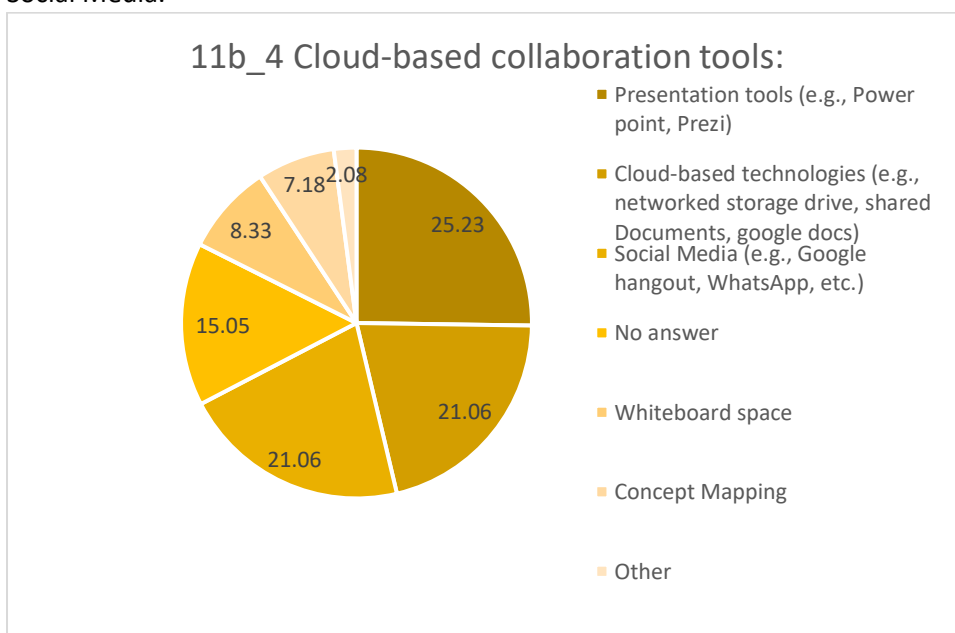 Social Media.
11b_4 Cloud-based collaboration tools:
Presentation tools (e.g., Power
point, Prezi)
Cloud-based technologies (e.g.,
networked storage drive, shared
Documents, google docs)
Social Media (e.g., Google
hangout, WhatsApp, etc.)
No answer
Whiteboard space
Concept Mapping
Other
25.23
21.06
21.06
15.05
8.33
7.18
2.08